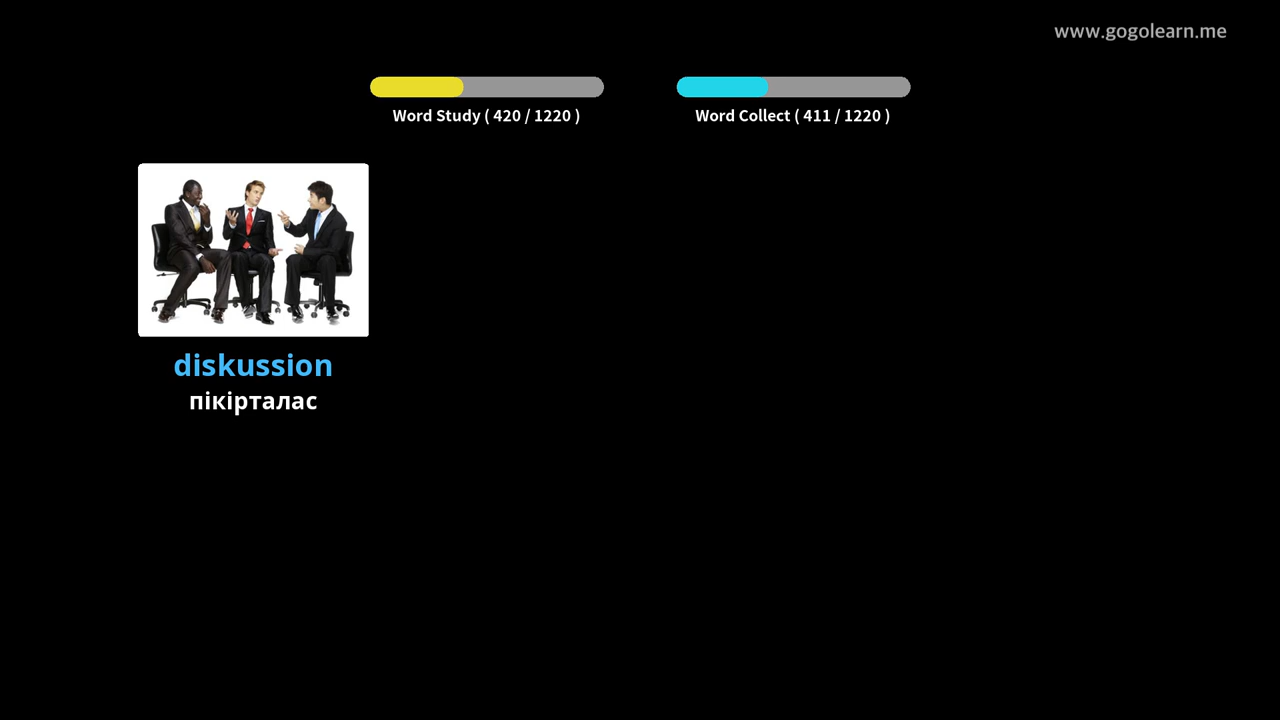 www.gogolearn.me
Word Study ( 420 / 1220 )
Word Collect ( 411 / 1220 )
diskussion
пікірталас